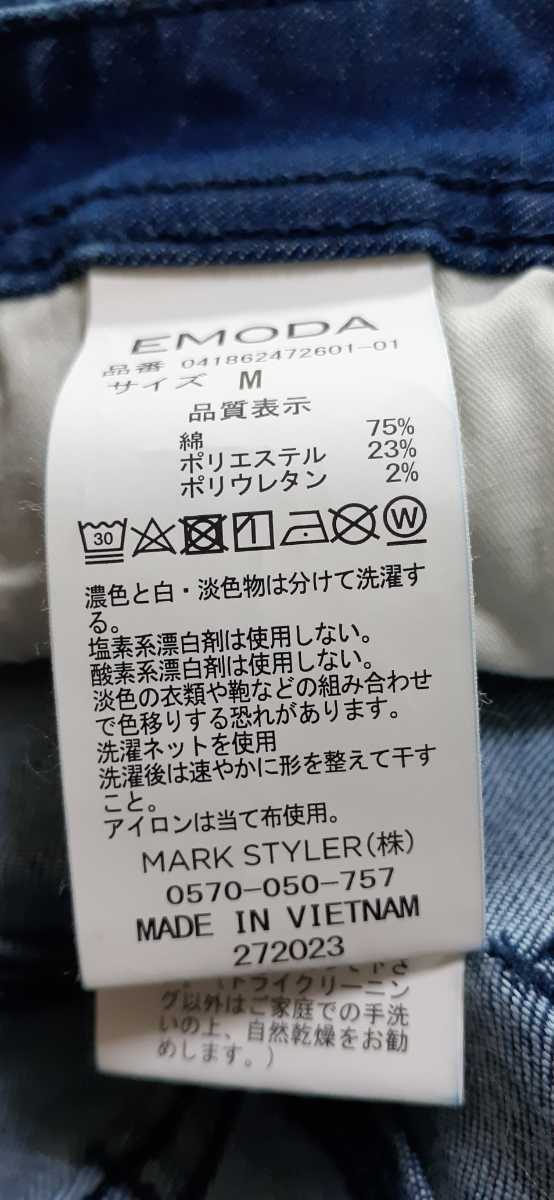 EMODA
品番 041862472601-01
サイズ M
品質表示
綿 75%
ポリエステル 23%
ポリウレタン 2%
30 W
濃色と白・淡色物は分けて洗濯す
る。
塩素系漂白剤は使用しない。
酸素系漂白剤は使用しない。
淡色の衣類や鞄などの組み合わせ
で色移りする恐れがあります。
洗濯ネットを使用
洗濯後は速やかに形を整えて干す
こと。
アイロンは当て布使用。
MARK STYLER(株)
0570-050-757
MADE IN VIETNAM
272023
(ドライクリーニン
グ以外はご家庭での手洗
いの上、自然乾燥をお勧
めします。)